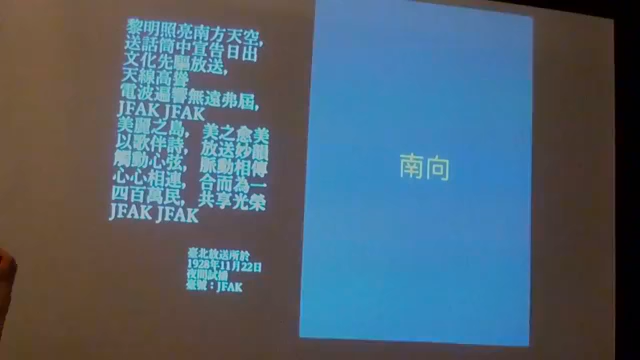 黎明照亮南方天空,
送話筒中宣告日出
文化先驅放送,
天線高聳
電波迴響無遠弗屆,
JFAK JFAK
美麗之島, 美之愈美
以歌伴詩, 放送妙韻
觸動心弦, 脈動相傳
心心相連, 合而為一
四百萬民, 共享光榮
JFAK JFAK
臺北放送所於
1928年11月22日
夜間試播
臺號：JFAK
南向